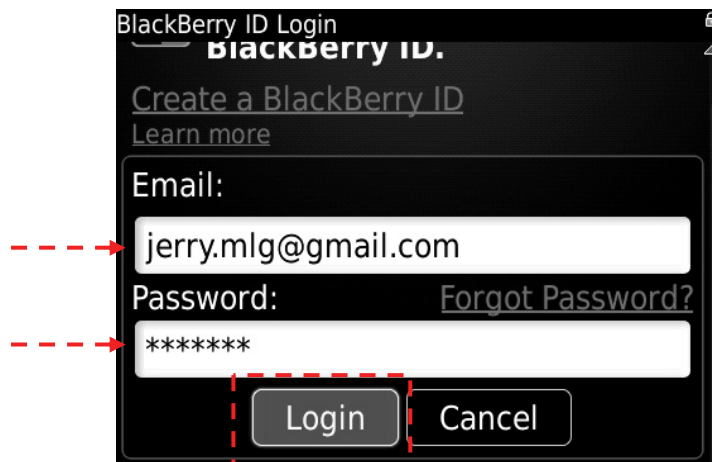 BlackBerry ID Login
BlackBerry ID.
Create a BlackBerry ID
Learn more
Email:
jerry.mlg@gmail.com
Password: Forgot Password?
*******
Login Cancel